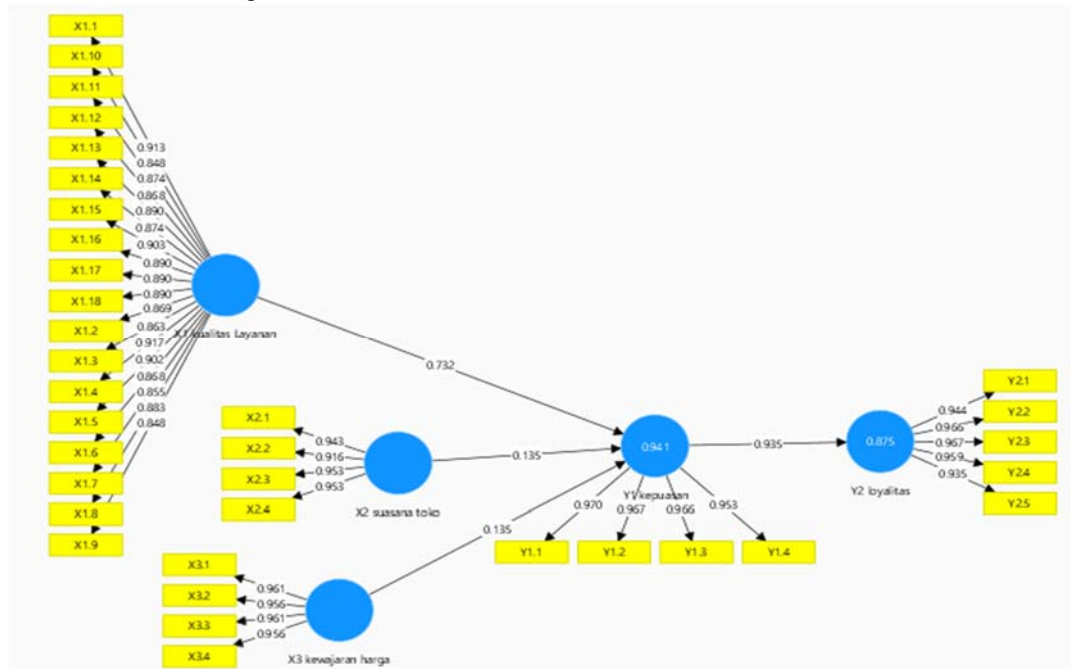 X1.1
X1.10
X1.11
X1.12
X1.13
X1.14
X1.15
X1.16
X1.17
X1.18
X1.2
X1.3
X1.4
X1.5
X1.6
X1.7
X1.8
X1.9
0.913
0.848
0.874
0.868
0.890
0.874
0.903
0.890
0.890
0.890
0.869
0.863
0.917
0.902
0.868
0.855
0.883
0.848
X1 kualitas Layanan
0.732
X2.1
X2.2
X2.3
X2.4
0.943
0.916
0.953
0.953
X2 suasana toko
0.135
X3.1
X3.2
X3.3
X3.4
0.961
0.956
0.961
0.956
X3 kewajaran harga
0.135
0.941
Y1 kepuasan
0.970
0.967
0.966
0.953
Y1.1
Y1.2
Y1.3
Y1.4
0.935
0.875
Y2 loyalitas
0.944
0.966
0.967
0.959
0.935
Y2.1
Y2.2
Y2.3
Y2.4
Y2.5